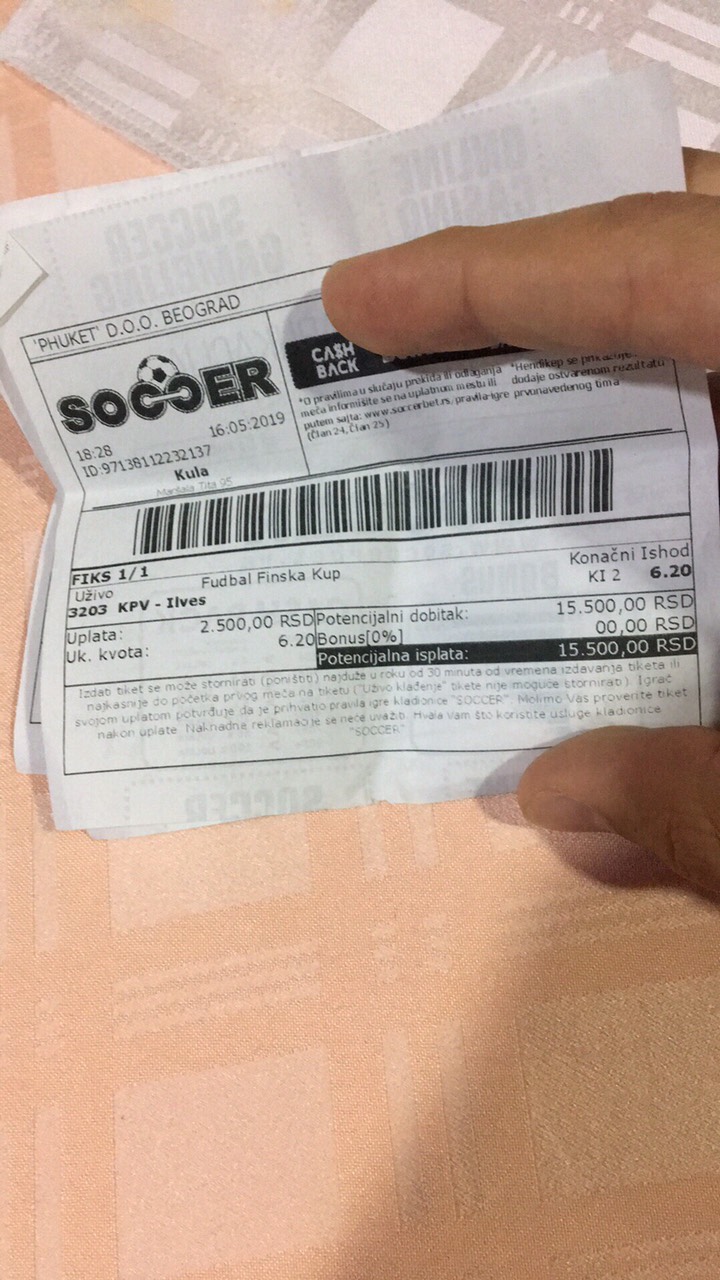 'PHUKET' D.O.O. BEOGRAD
SOCCER
18:28
16:05:2019
ID:97138112232137
Kula
Maršala Tita 95
CASH
BACK
*O pravilima u slučaju prekida ili odlaganja
meča informišite se na uplatnom mestu ili
putem sajta: www.soccerbet.rs/pravila-igre
(član 24, član 25)
*Hendikep se
dodaje ostvarenom rezultatu
prvonavedenog tima
FIKS 1/1
Uživo
Fudbal Finska Kup
Konačni Ishod
3203 KPV - Ilves
KI 2 6.20
Uplata: 2.500,00 RSD
Uk. kvota: 6.20
Potencijalni dobitak: 15.500,00 RSD
Bonus[0%] 00,00 RSD
Potencijalna isplata: 15.500,00 RSD
Izdab tiket se može stornirati (poništiti) najduže u roku od 30 minuta od vremena izdavanja tiketa ili
najkasnije do početka prvog meča na tiketu ("Uživo klađenje" tikete nije moguće stornirati). Igrač
svojom uplatom potvrđuje da je prihvatio pravila igre kladionice "SOCCER". Molimo Vas proverite tiket
nakon uplate. Naknadna reklamacije se neće uvažiti. Hvala Vam što koristite usluge kladionice
"SOCCER"
SOCCER
GAMBLING
ONLINE
CASINO